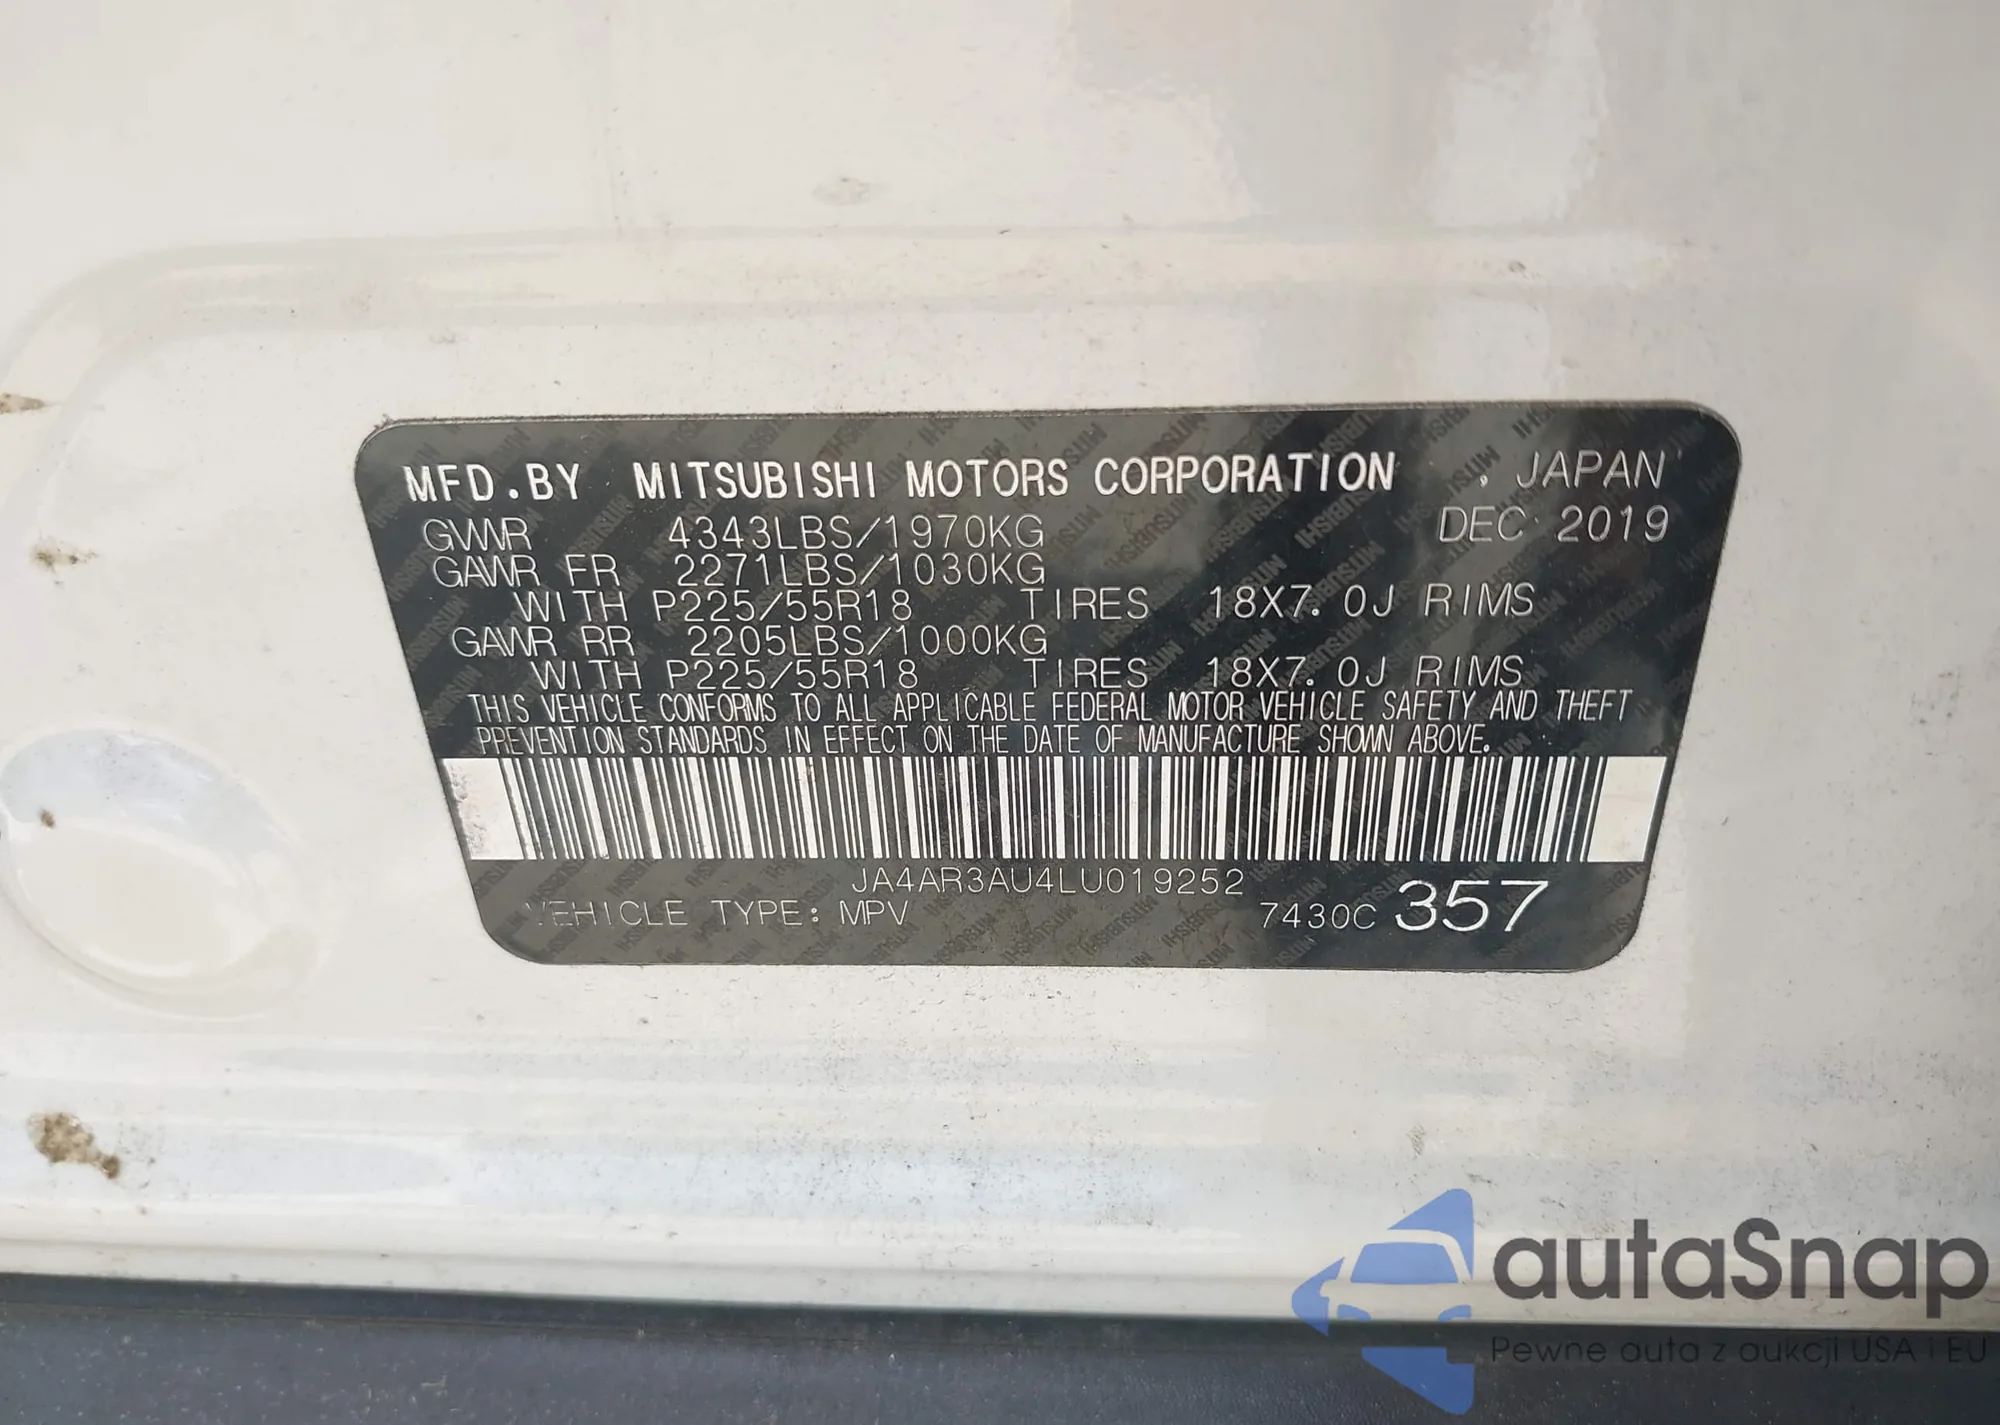 MFD.BY MITSUBISHI MOTORS CORPORATION , JAPAN
GVWR 4343LBS/1970KG DEC 2019
GAWR FR 2271LBS/1030KG
WITH P225/55R18 TIRES 18X7.0J RIMS
GAWR RR 2205LBS/1000KG
WITH P225/55R18 TIRES 18X7.0J RIMS
THIS VEHICLE CONFORMS TO ALL APPLICABLE FEDERAL MOTOR VEHICLE SAFETY AND THEFT
PREVENTION STANDARDS IN EFFECT ON THE DATE OF MANUFACTURE SHOWN ABOVE.
JA4AR3AU4LU019252
VEHICLE TYPE: MPV 7430C 357
autaSnap
Pewne auta z aukcji USA i EU